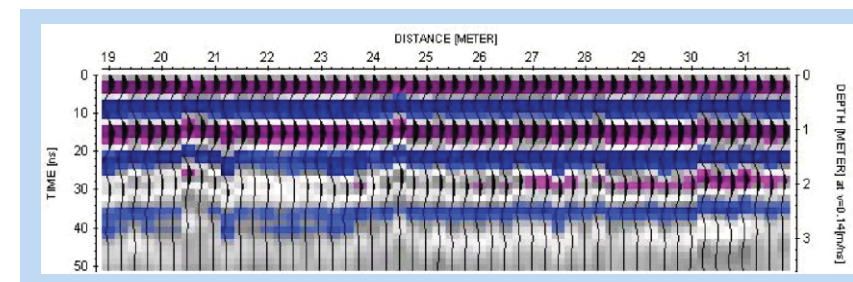 DISTANCE [METER]
19 20 21 22 23 24 25 26 27 28 29 30 31
TIME [ns]
0
10
20
30
40
50
DEPTH [METER] at v=0.14[m/ns]
0
1
2
3